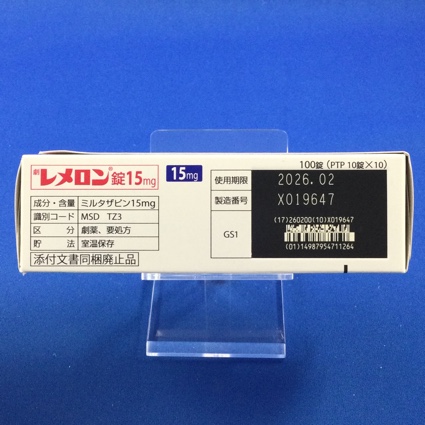 100錠(PTP 10錠×10)
劇 レメロン®錠15mg
15mg
成分・含量 ミルタザピン15mg
識別コード MSD TZ3
区分 劇薬、要処方
貯法 室温保存
添付文書同梱廃止品
使用期限 2026.02
製造番号 X019647
GS1
(17)260200(10)X019647
(01)14987954711264